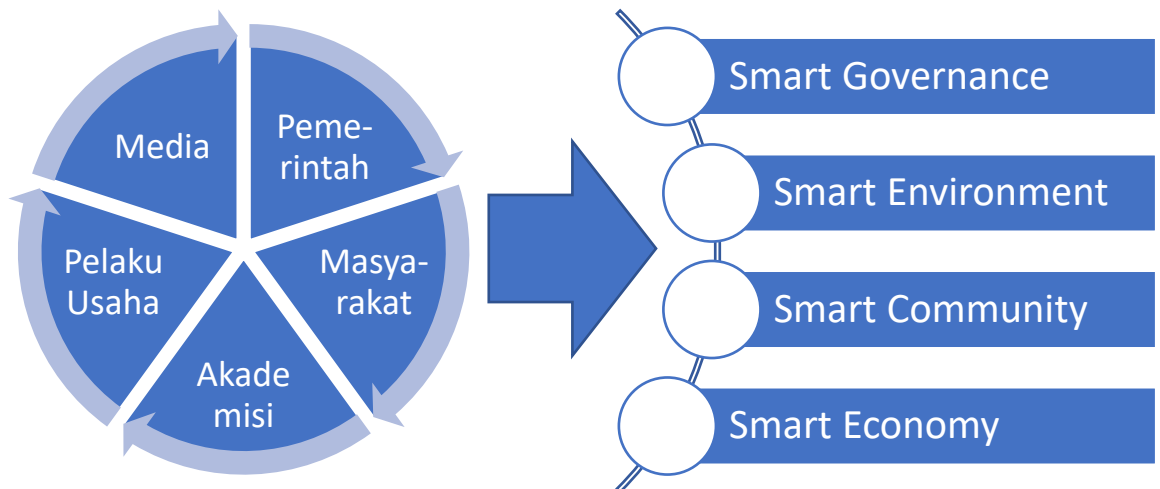 Media
Peme-
rintah
Masya-
rakat
Akade
misi
Pelaku
Usaha
Smart Governance
Smart Environment
Smart Community
Smart Economy